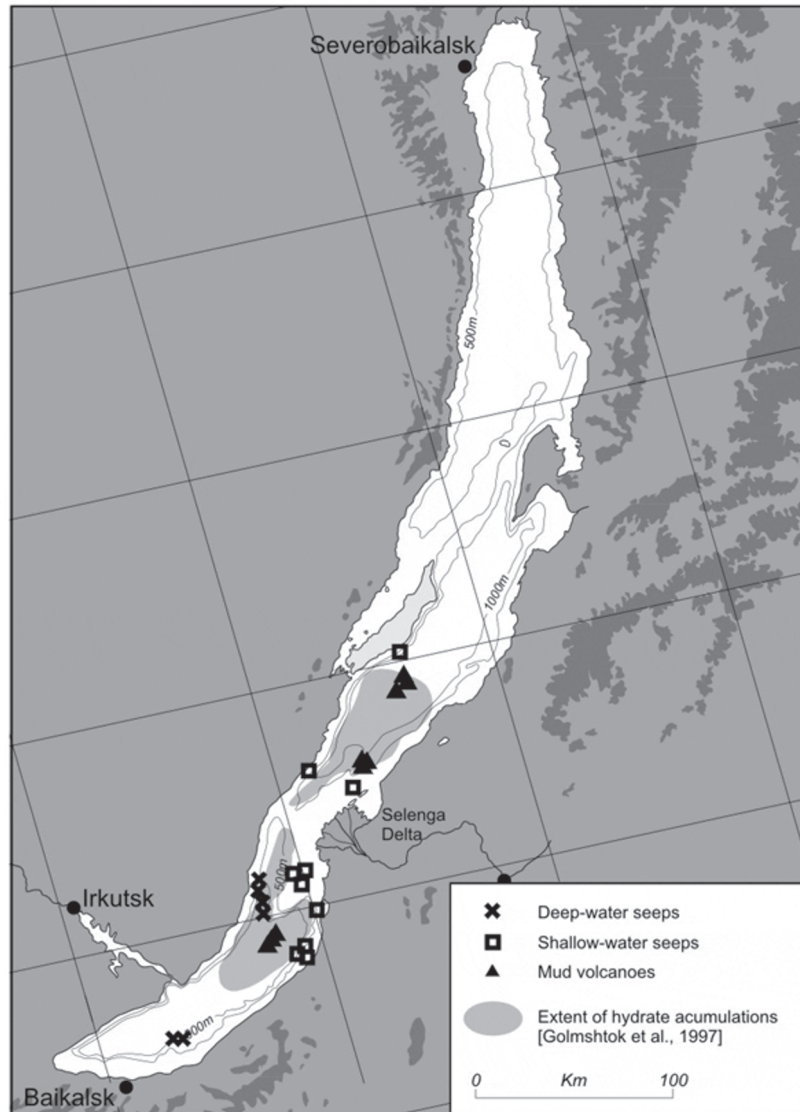 Severobaikalsk
500m
1000m
Selenga
Delta
500m
Irkutsk
Baikalsk
Deep-water seeps
Shallow-water seeps
Mud volcanoes
Extent of hydrate acumulations
[Golmshtok et al., 1997]
0 Km 100